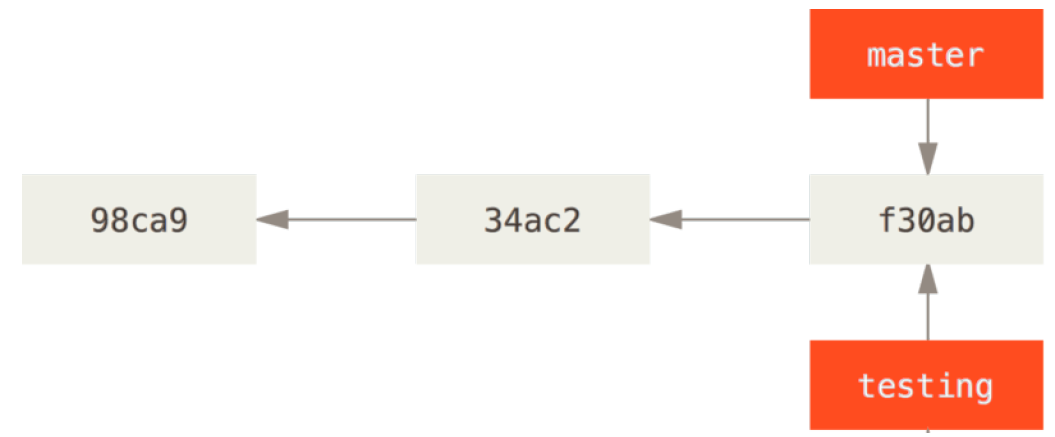 master
98ca9
34ac2
f30ab
testing